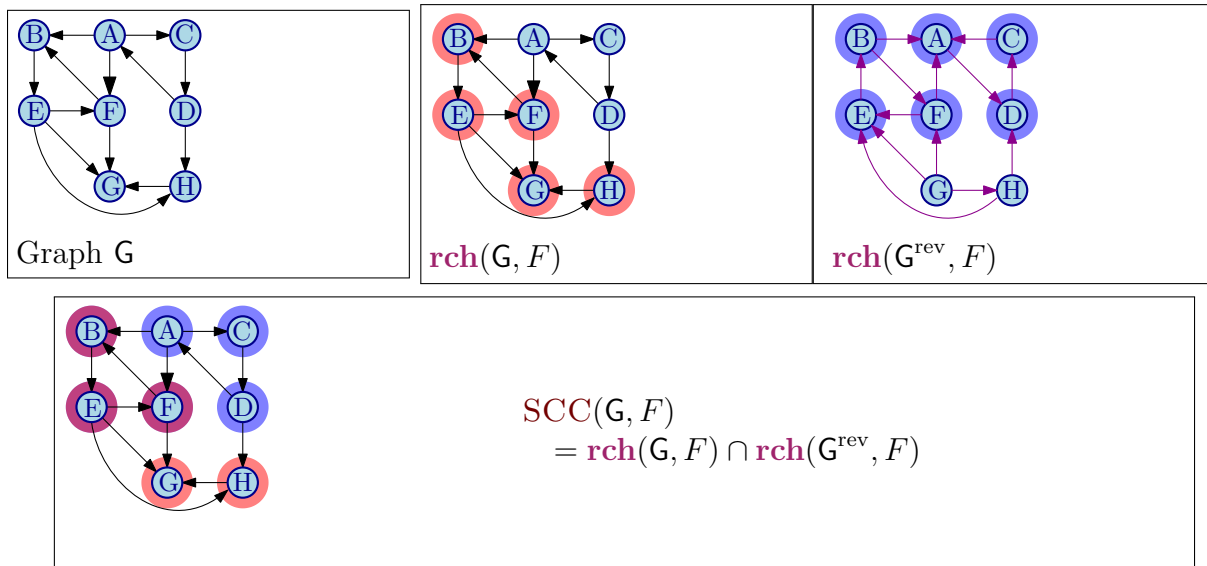 B A C
E F D
G H
Graph G
B A C
E F D
G H
rch(G, F)
B A C
E F D
G H
rch(G^rev, F)
B A C
E F D
G H
SCC(G, F)
= rch(G, F) ∩ rch(G^rev, F)